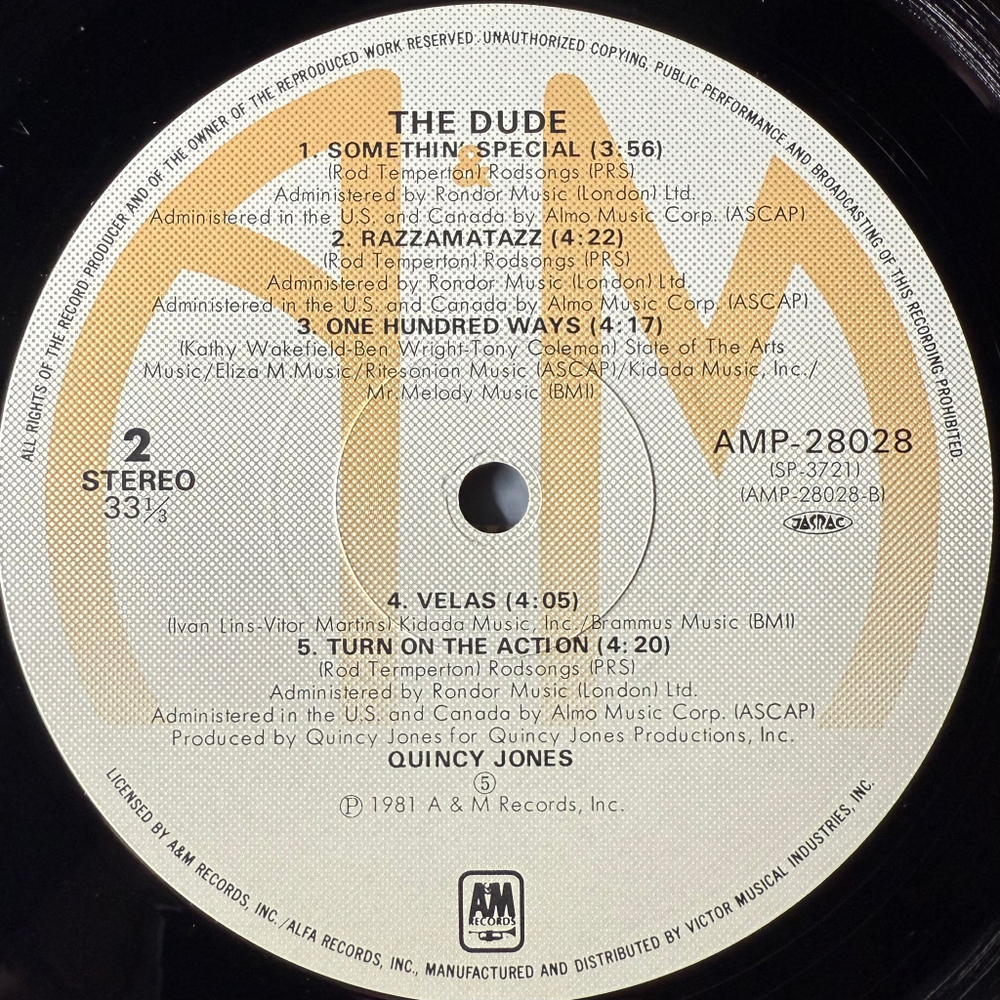 ALL RIGHTS OF THE RECORD PRODUCER AND OF THE OWNER OF THE REPRODUCED WORK RESERVED UNAUTHORIZED COPYING, PUBLIC PERFORMANCE AND BROADCASTING OF THIS RECORDING PROHIBITED
A&M
THE DUDE
1. SOMETHIN' SPECIAL (3:56)
(Rod Temperton) Rodsongs (PRS)
Administered by Rondor Music (London) Ltd.
Administered in the U.S. and Canada by Almo Music Corp. (ASCAP)
2. RAZZAMATAZZ (4:22)
(Rod Temperton) Rodsongs (PRS)
Administered by Rondor Music (London) Ltd.
Administered in the U.S. and Canada by Almo Music Corp. (ASCAP)
3. ONE HUNDRED WAYS (4:17)
(Kathy Wakefield-Ben Wright-Tony Coleman) State of The Arts
Music/Eliza M.Music/Ritesonian Music (ASCAP)/Kidada Music, Inc./
Mr.Melody Music (BMI)
2
STEREO
33⅓
AMP-28028
(SP-3721)
(AMP-28028-B)
JASRAC
4. VELAS (4:05)
(Ivan Lins-Vitor Martins) Kidada Music, Inc./Brammus Music (BMI)
5. TURN ON THE ACTION (4:20)
(Rod Termperton) Rodsongs (PRS)
Administered by Rondor Music (London) Ltd.
Administered in the U.S. and Canada by Almo Music Corp. (ASCAP)
Produced by Quincy Jones for Quincy Jones Productions, Inc.
QUINCY JONES
⑤
℗ 1981 A & M Records, Inc.
A&M
RECORDS
LICENSED BY A&M RECORDS, INC./ALFA RECORDS, INC., MANUFACTURED AND DISTRIBUTED BY VICTOR MUSICAL INDUSTRIES, INC.